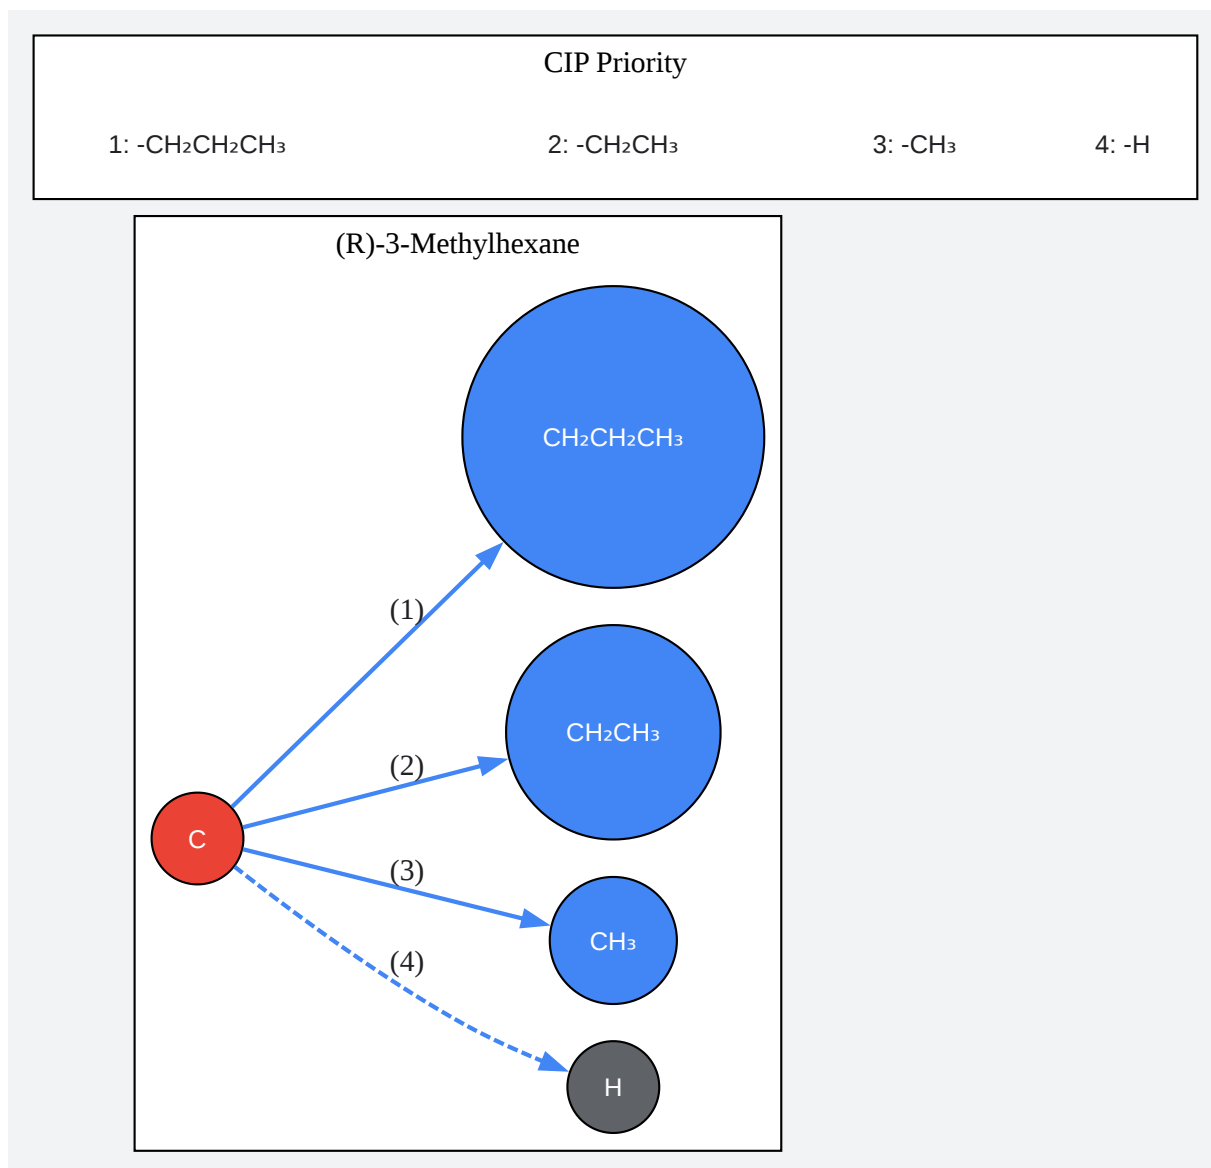 CIP Priority
1: -CH₂CH₂CH₃ 2: -CH₂CH₃ 3: -CH₃ 4: -H
(R)-3-Methylhexane
CH₂CH₂CH₃
(1)
CH₂CH₃
(2)
C
(3)
CH₃
(4)
H